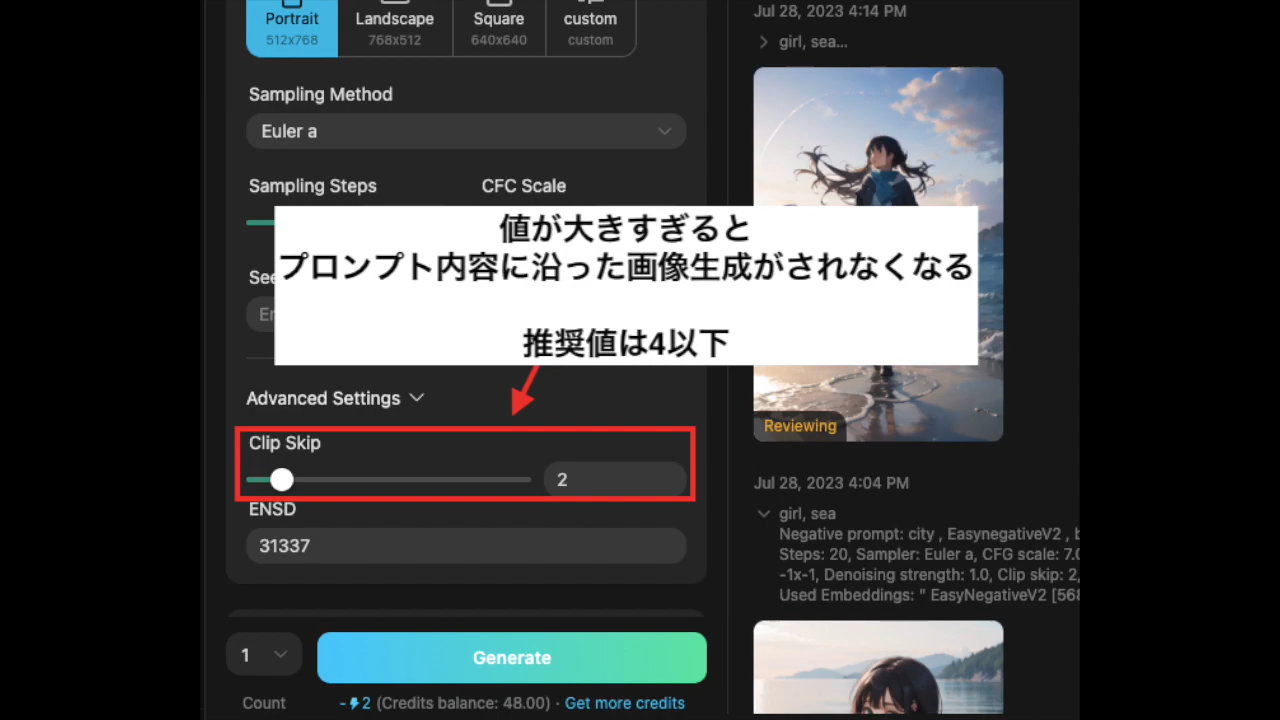 Portrait
512x768
Landscape
768x512
Square
640x640
custom
custom
Sampling Method
Euler a
Sampling Steps
CFC Scale
値が大きすぎると
プロンプト内容に沿った画像生成がされなくなる
推奨値は4以下
Advanced Settings
Clip Skip
2
ENSD
31337
1
Generate
Count
-2 (Credits balance: 48.00) · Get more credits
Jul 28, 2023 4:14 PM
girl, sea...
Reviewing
Jul 28, 2023 4:04 PM
girl, sea
Negative prompt: city , EasynegativeV2 , b
Steps: 20, Sampler: Euler a, CFG scale: 7.0
-1x-1, Denoising strength: 1.0, Clip skip: 2,
Used Embeddings: " EasyNegativeV2 [568